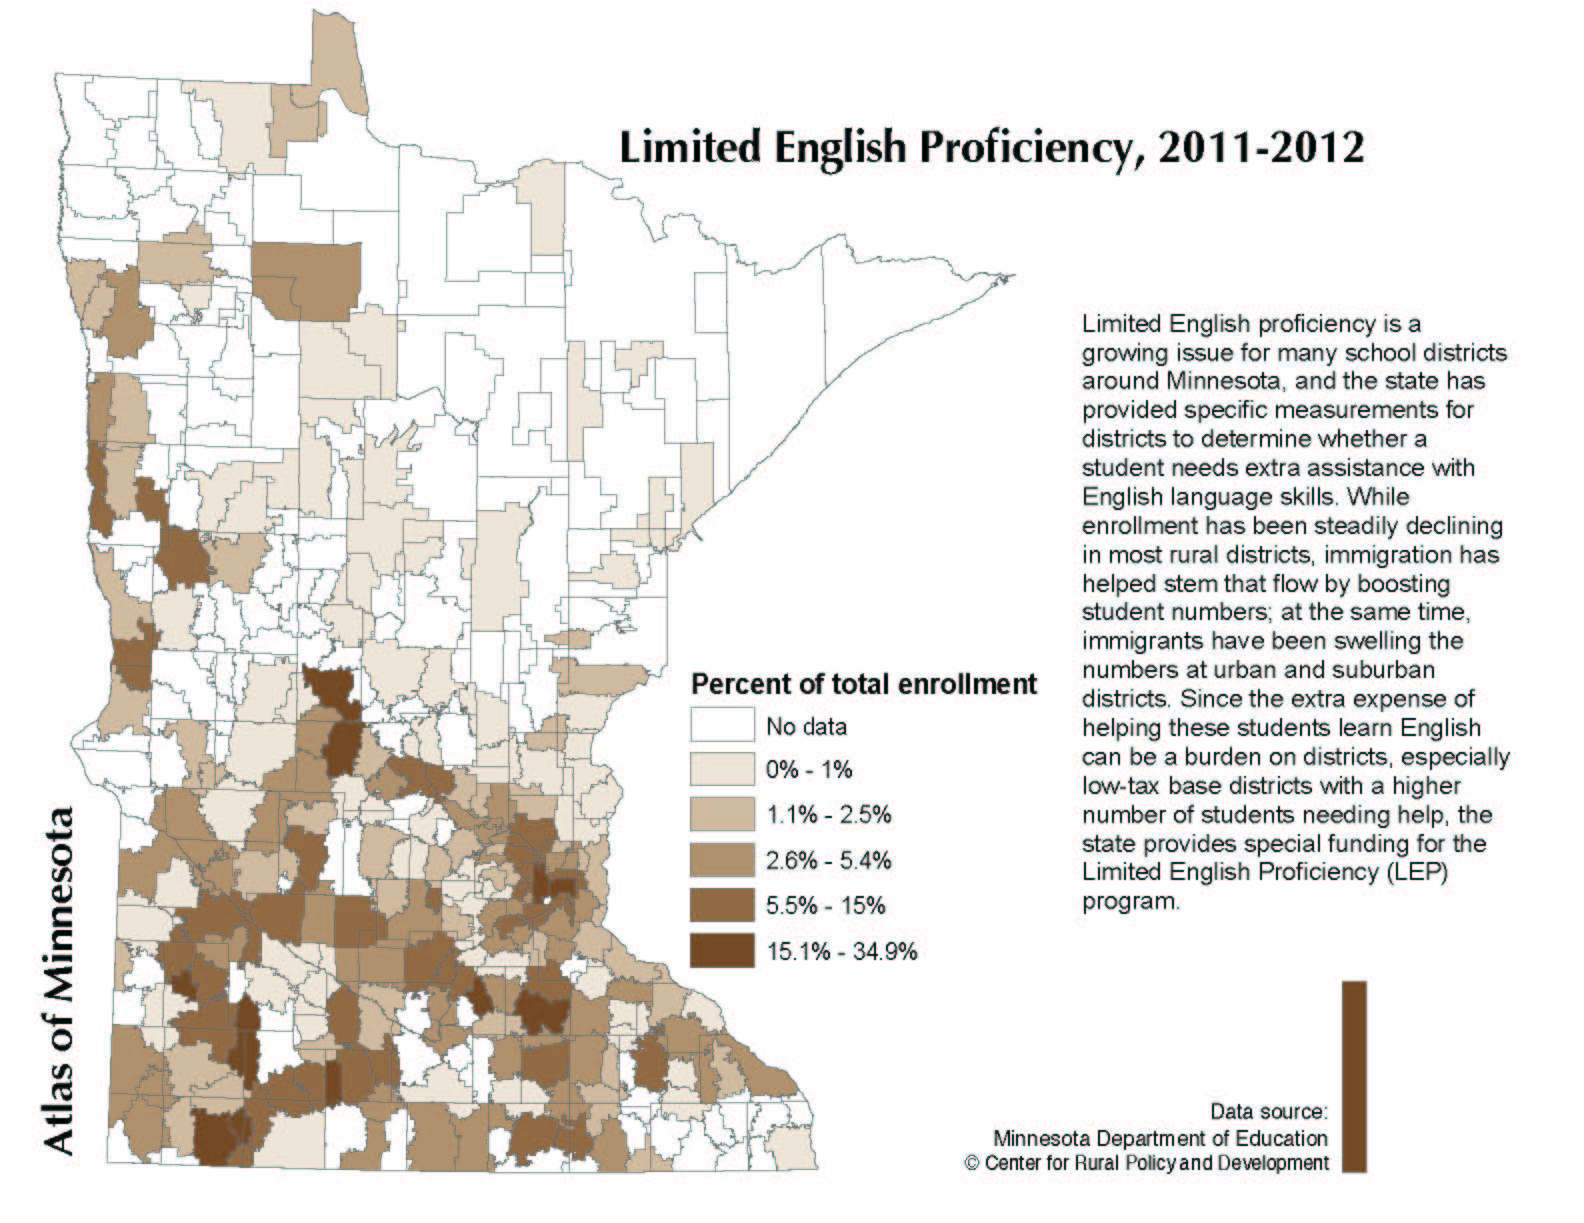 Limited English Proficiency, 2011-2012
Limited English proficiency is a
growing issue for many school districts
around Minnesota, and the state has
provided specific measurements for
districts to determine whether a
student needs extra assistance with
English language skills. While
enrollment has been steadily declining
in most rural districts, immigration has
helped stem that flow by boosting
student numbers; at the same time,
immigrants have been swelling the
numbers at urban and suburban
districts. Since the extra expense of
helping these students learn English
can be a burden on districts, especially
low-tax base districts with a higher
number of students needing help, the
state provides special funding for the
Limited English Proficiency (LEP)
program.
Percent of total enrollment
No data
0% - 1%
1.1% - 2.5%
2.6% - 5.4%
5.5% - 15%
15.1% - 34.9%
Atlas of Minnesota
Data source:
Minnesota Department of Education
© Center for Rural Policy and Development